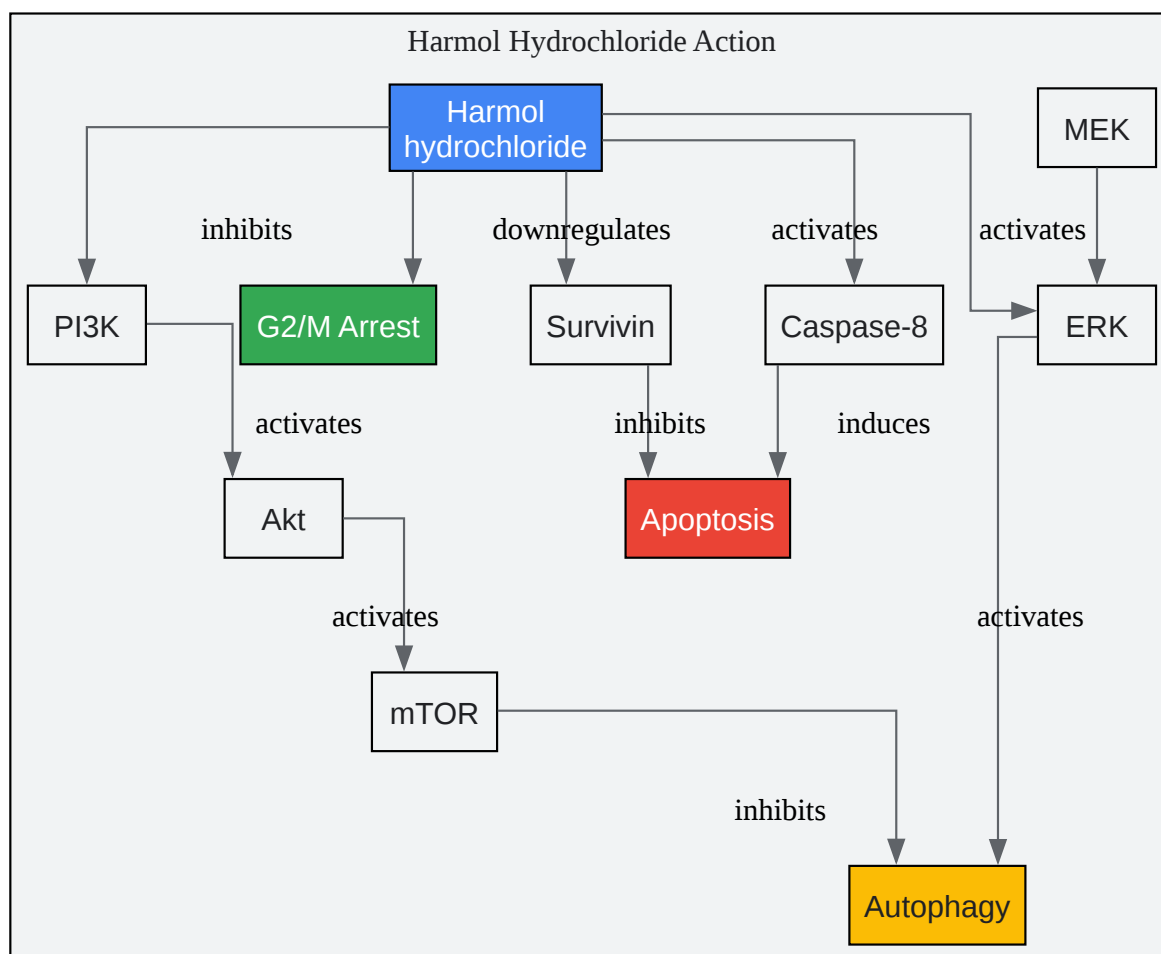 Harmol Hydrochloride Action
Harmol
hydrochloride
MEK
inhibits
downregulates
activates
activates
PI3K
G2/M Arrest
Survivin
Caspase-8
ERK
activates
inhibits
induces
Akt
Apoptosis
activates
activates
mTOR
inhibits
Autophagy